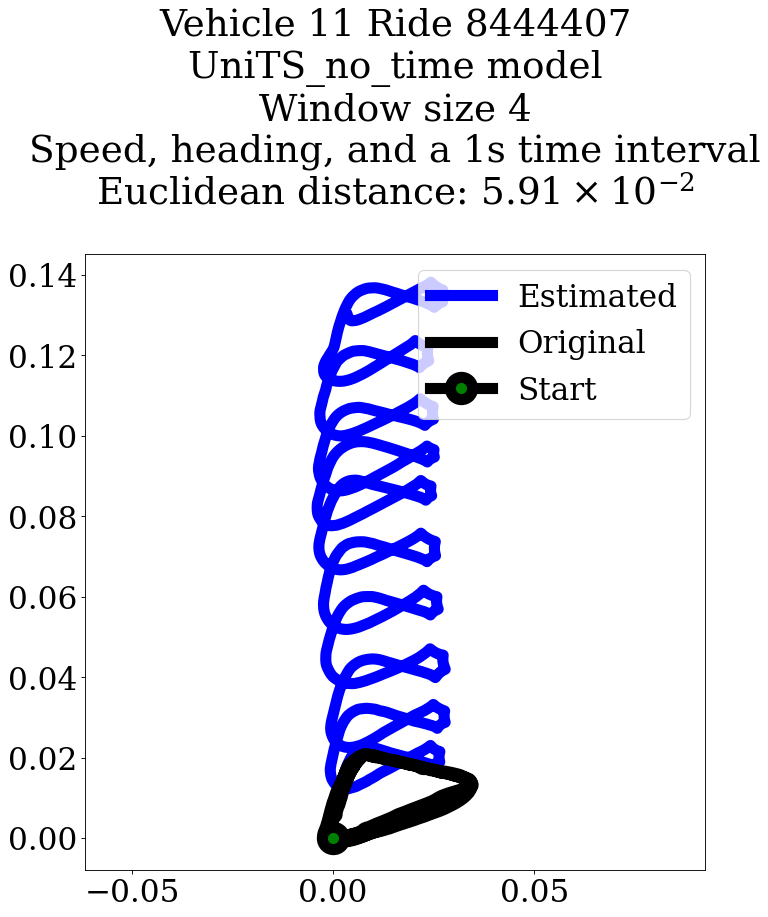 Vehicle 11 Ride 8444407
UniTS_no_time model
Window size 4
Speed, heading, and a 1s time interval
Euclidean distance: 5.91 × 10⁻²
0.14
0.12
0.10
0.08
0.06
0.04
0.02
0.00
Estimated
Original
Start
−0.05
0.00
0.05